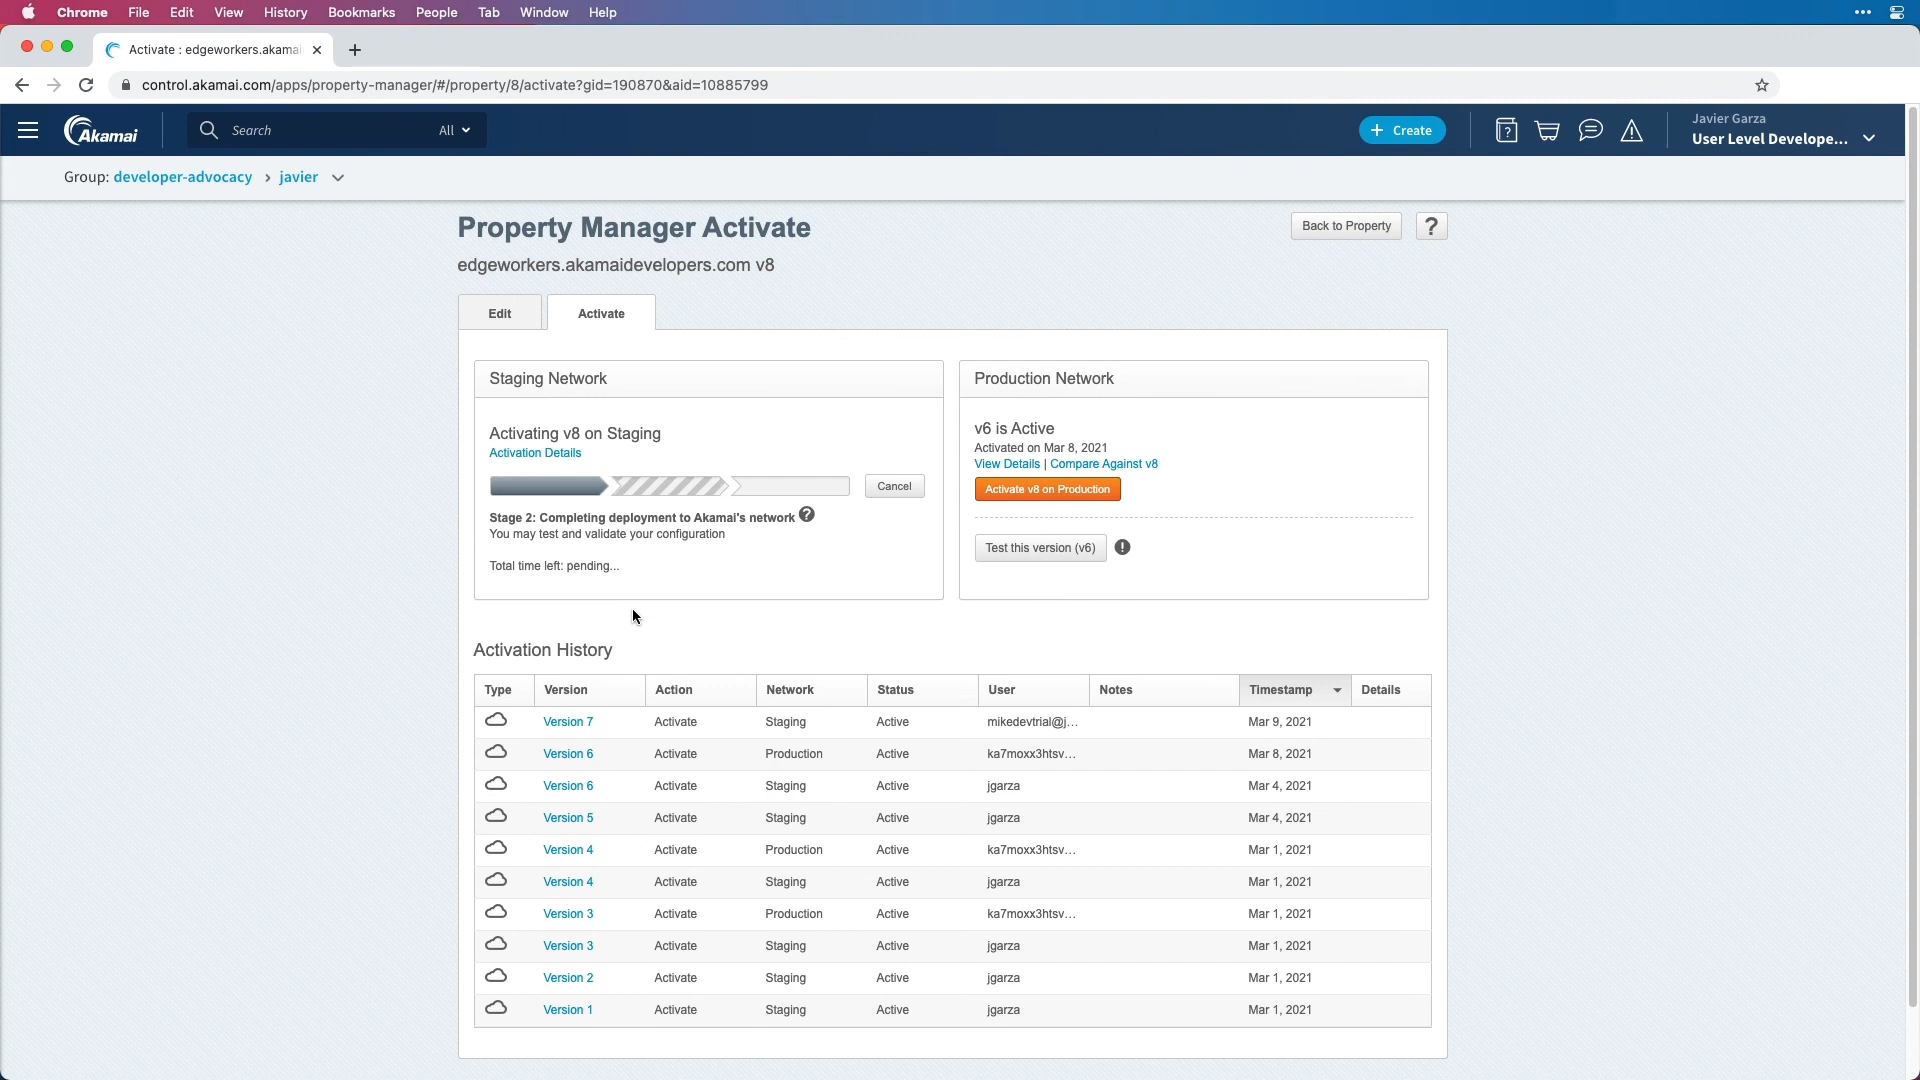 Chrome File Edit View History Bookmarks People Tab Window Help
Activate : edgeworkers.akamai
control.akamai.com/apps/property-manager/#/property/8/activate?gid=190870&aid=10885799
Akamai Search All + Create
Javier Garza
User Level Develope...
Group: developer-advocacy > javier
Property Manager Activate
Back to Property ?
edgeworkers.akamaidevelopers.com v8
Edit Activate
Staging Network
Activating v8 on Staging
Activation Details
Cancel
Stage 2: Completing deployment to Akamai's network ?
You may test and validate your configuration
Total time left: pending...
Production Network
v6 is Active
Activated on Mar 8, 2021
View Details | Compare Against v8
Activate v8 on Production
Test this version (v6) !
Activation History
Type Version Action Network Status User Notes Timestamp Details
Version 7 Activate Staging Active mikedevtrial@j... Mar 9, 2021
Version 6 Activate Production Active ka7moxx3htsv... Mar 8, 2021
Version 6 Activate Staging Active jgarza Mar 4, 2021
Version 5 Activate Staging Active jgarza Mar 4, 2021
Version 4 Activate Production Active ka7moxx3htsv... Mar 1, 2021
Version 4 Activate Staging Active jgarza Mar 1, 2021
Version 3 Activate Production Active ka7moxx3htsv... Mar 1, 2021
Version 3 Activate Staging Active jgarza Mar 1, 2021
Version 2 Activate Staging Active jgarza Mar 1, 2021
Version 1 Activate Staging Active jgarza Mar 1, 2021